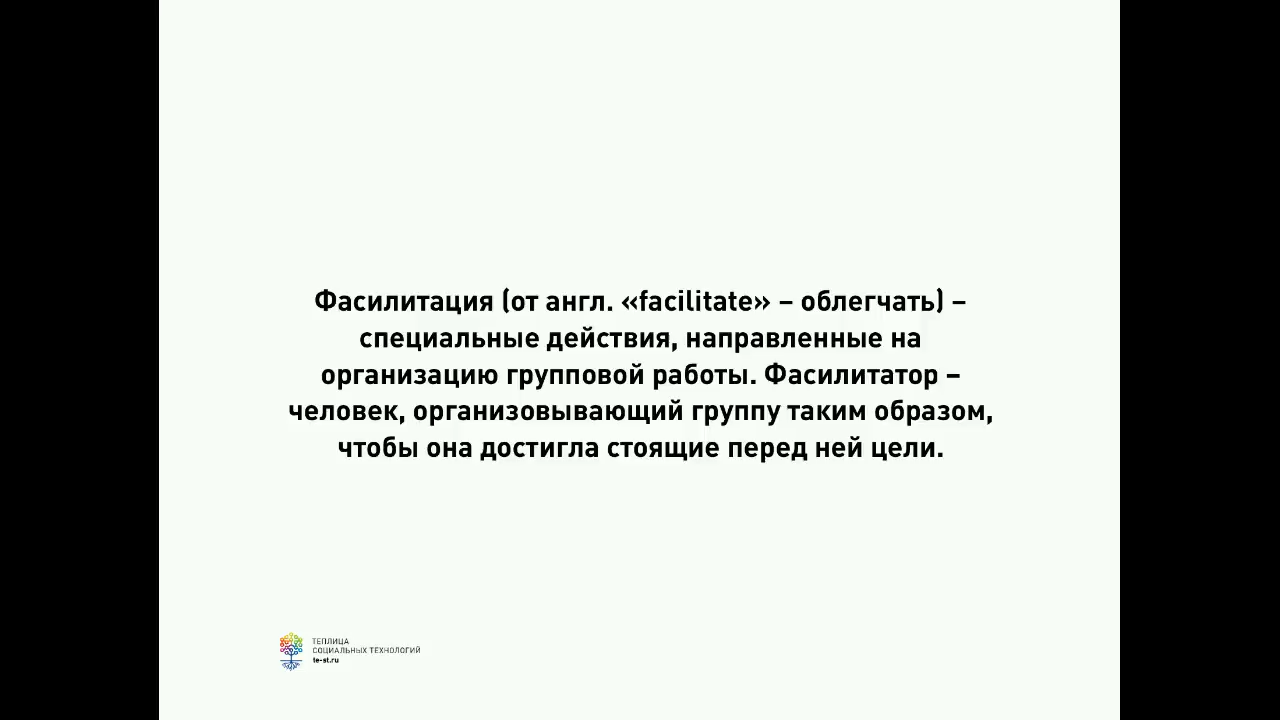 Фасилитация (от англ. «facilitate» – облегчать) –
специальные действия, направленные на
организацию групповой работы. Фасилитатор –
человек, организовывающий группу таким образом,
чтобы она достигла стоящие перед ней цели.
ТЕПЛИЦА
СОЦИАЛЬНЫХ ТЕХНОЛОГИЙ
te-st.ru